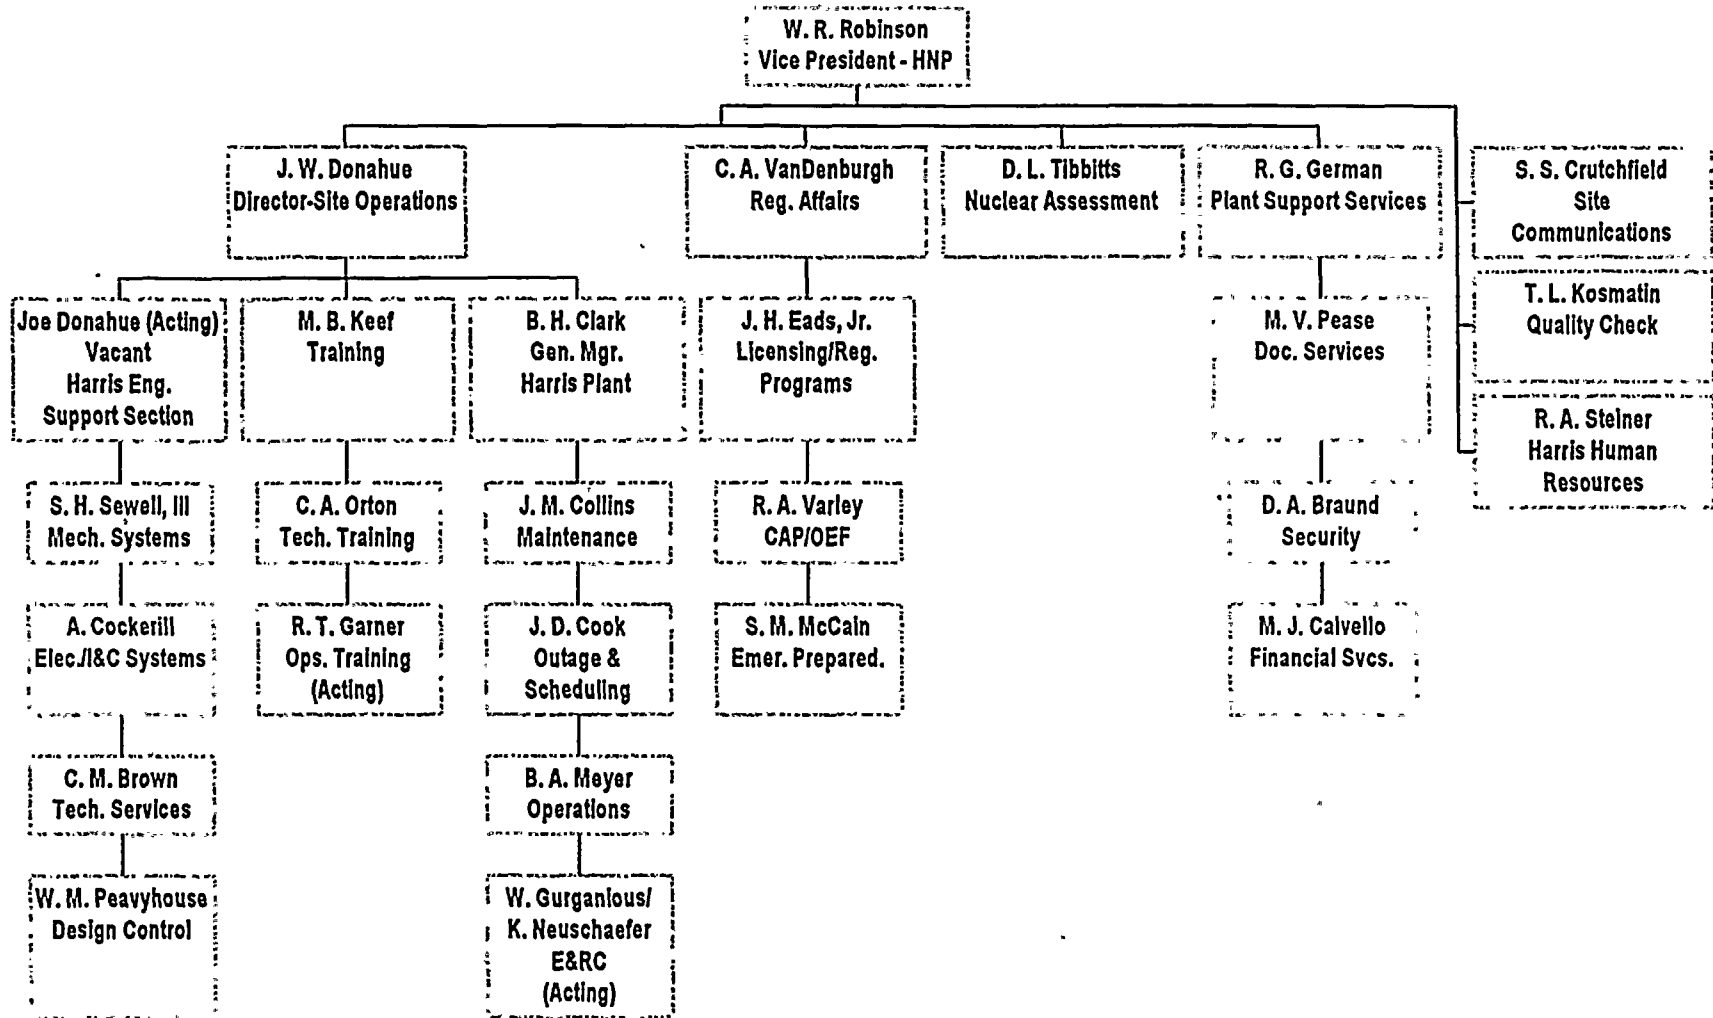 W. R. Robinson
Vice President - HNP
J. W. Donahue
Director-Site Operations
C. A. VanDenburgh
Reg. Affairs
D. L. Tibbitts
Nuclear Assessment
R. G. German
Plant Support Services
S. S. Crutchfield
Site
Communications
T. L. Kosmatin
Quality Check
R. A. Steiner
Harris Human
Resources
Joe Donahue (Acting)
Vacant
Harris Eng.
Support Section
M. B. Keef
Training
B. H. Clark
Gen. Mgr.
Harris Plant
J. H. Eads, Jr.
Licensing/Reg.
Programs
M. V. Pease
Doc. Services
S. H. Sewell, III
Mech. Systems
C. A. Orton
Tech. Training
J. M. Collins
Maintenance
R. A. Varley
CAP/OEF
D. A. Braund
Security
A. Cockerill
Elec./I&C Systems
R. T. Garner
Ops. Training
(Acting)
J. D. Cook
Outage &
Scheduling
S. M. McCain
Emer. Prepared.
M. J. Calvello
Financial Svcs.
C. M. Brown
Tech. Services
B. A. Meyer
Operations
W. M. Peavyhouse
Design Control
W. Gurganious/
K. Neuschaefer
E&RC
(Acting)